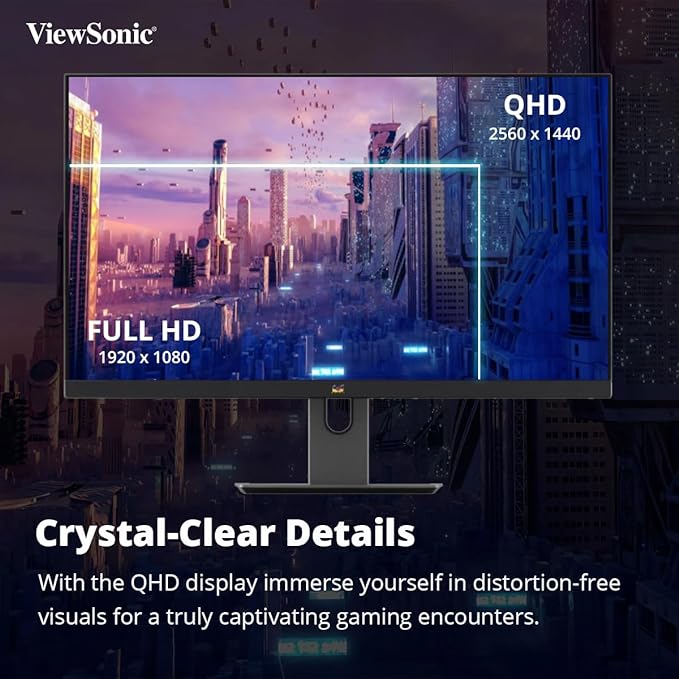 ViewSonic®
QHD
2560 x 1440
FULL HD
1920 x 1080
Crystal-Clear Details
With the QHD display immerse yourself in distortion-free
visuals for a truly captivating gaming encounters.